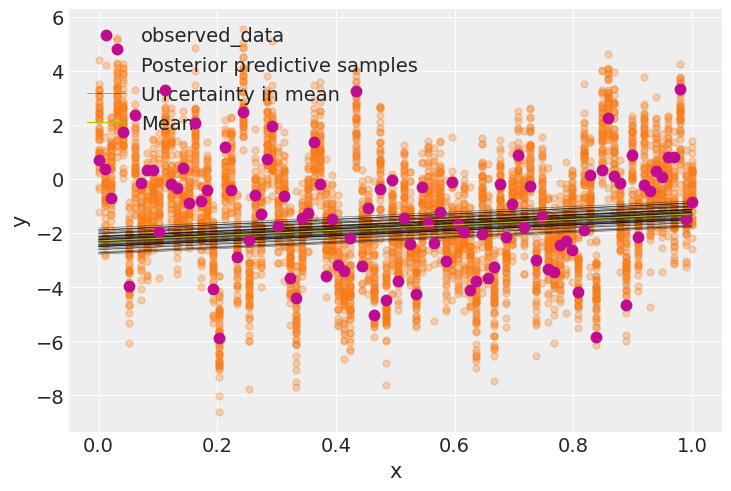 observed_data
Posterior predictive samples
Uncertainty in mean
Mean
6
4
2
0
−2
−4
−6
−8
y
0.0 0.2 0.4 0.6 0.8 1.0
x